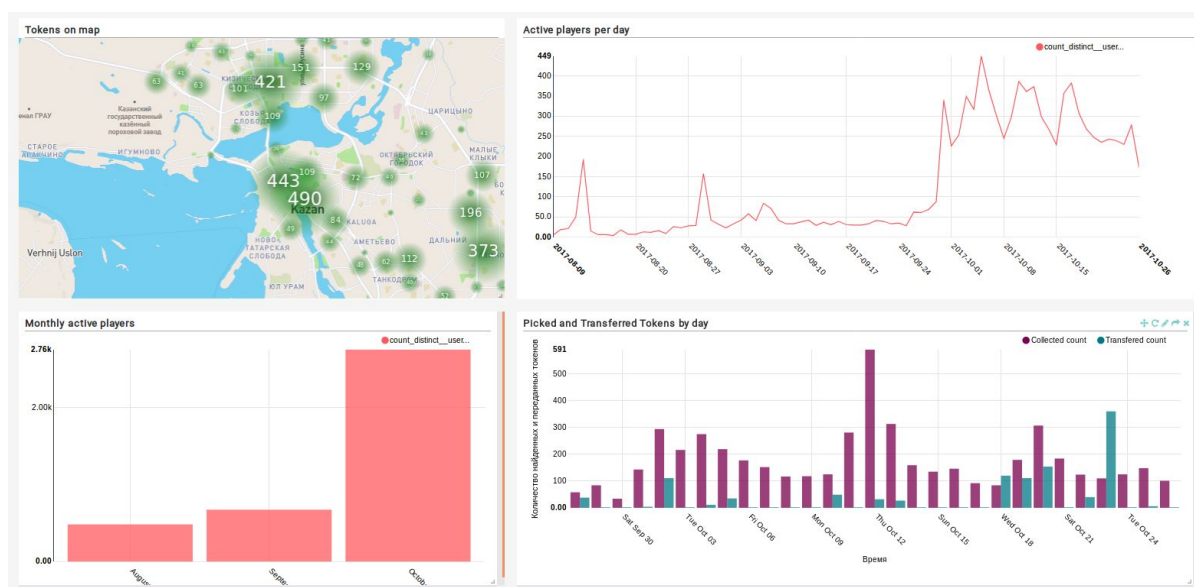 Tokens on map
63
41
63
101
421
151
129
97
109
КОЗЬЯ
СЛОБОДА
ЦАРИЦЫНО
Казанский
государственный
казённый
пороховой завод
ИГУМНОВО
СТАРОЕ
ОКТЯБРЬСКИЙ
ГОРОДОК
МАЛЫЕ
КЛЫКИ
443
109
490
Kazan
72
107
196
84
KALUGA
49
НОВО-
ТАТАРСКАЯ
СЛОБОДА
АМЕТЬЕВО
ДАЛЬНИЙ
373
62
112
Verhnij Uslon
ЮЛ УРАМ
Active players per day
count_distinct__user...
449
400
350
300
250
200
150
100
50.0
0.00
2017-08-09
2017-08-20
2017-08-27
2017-09-03
2017-09-10
2017-09-17
2017-09-24
2017-10-01
2017-10-08
2017-10-15
2017-10-26
Monthly active players
count_distinct__user...
2.76k
2.00k
0.00
Augus
Septe
Octob
Picked and Transferred Tokens by day
Collected count
Transfered count
Количество найденных и переданных токенов
591
500
400
300
200
100
0.00
Sat Sep 30
Tue Oct 03
Fri Oct 06
Mon Oct 09
Thu Oct 12
Sun Oct 15
Wed Oct 18
Sat Oct 21
Tue Oct 24
Время